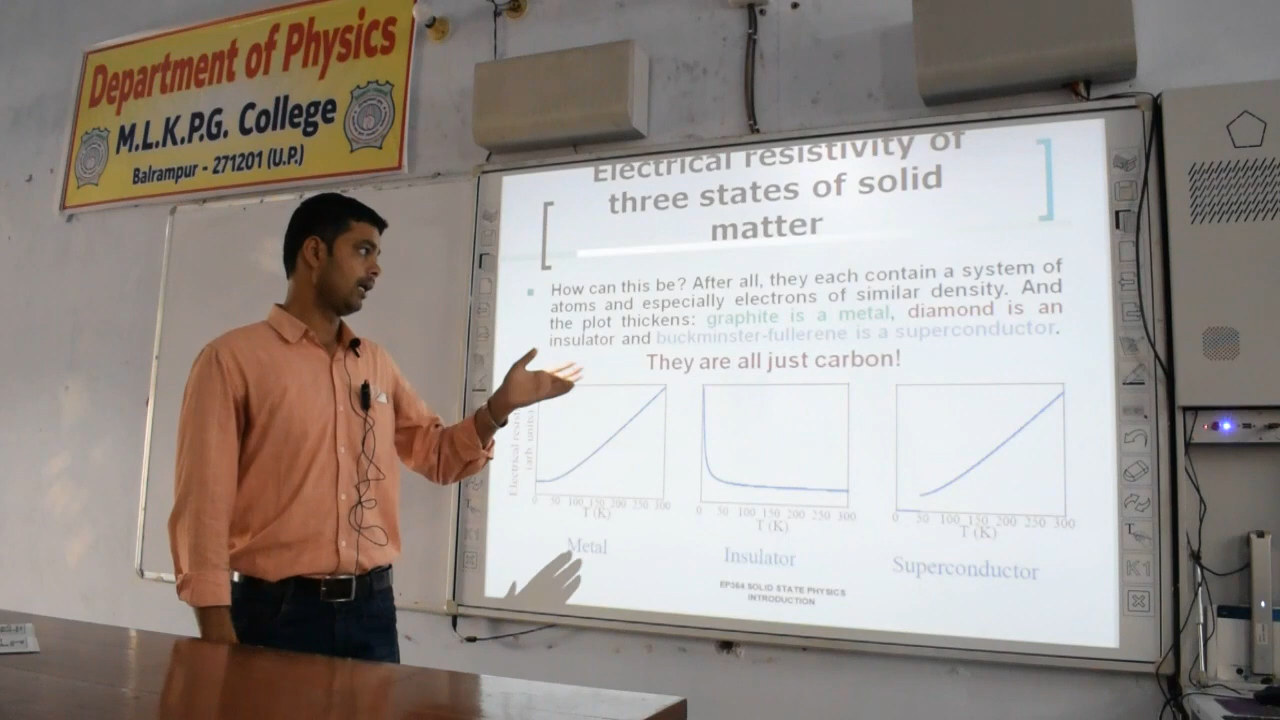 Department of Physics
M.L.K.P.G. College
Balrampur - 271201 (U.P.)
Electrical resistivity of
three states of solid
matter
How can this be? After all, they each contain a system of
atoms and especially electrons of similar density. And
the plot thickens: graphite is a metal, diamond is an
insulator and buckminster-fullerene is a superconductor.
They are all just carbon!
Electrical
(arb. units)
0 50 100 150 200 250 300
T (K)
Metal
0 50 100 150 200 250 300
T (K)
Insulator
0 50 100 150 200 250 300
T (K)
Superconductor
EP364 SOLID STATE PHYSICS
INTRODUCTION
K1